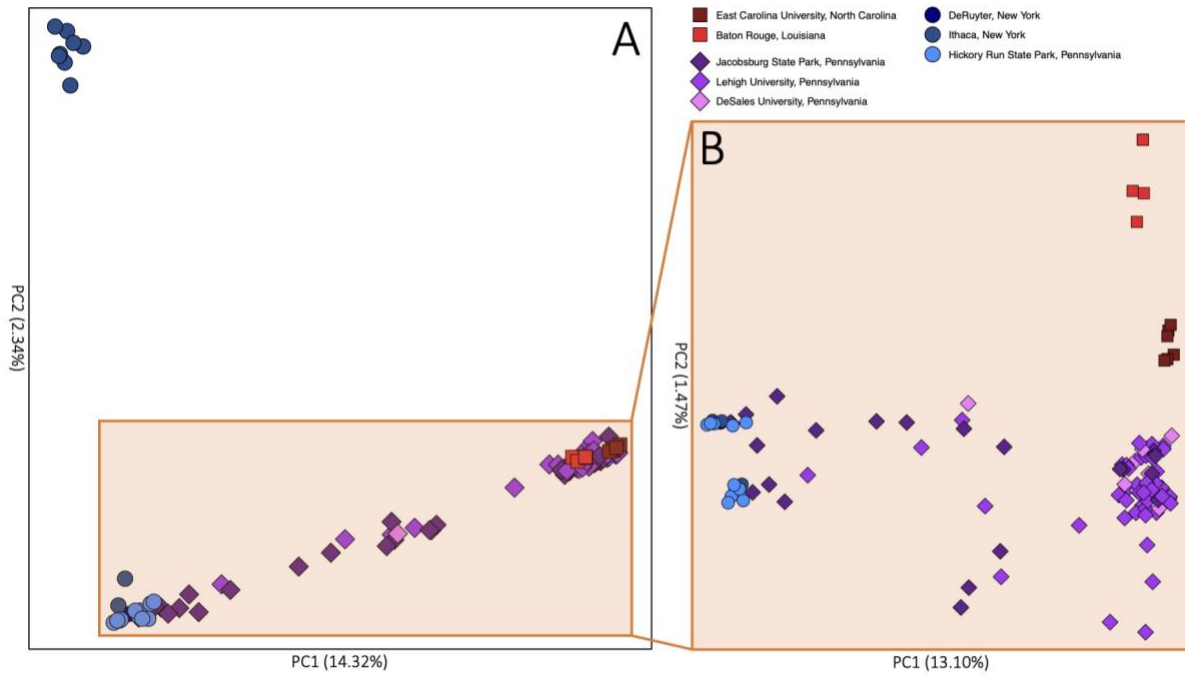 A
East Carolina University, North Carolina
Baton Rouge, Louisiana
Jacobsburg State Park, Pennsylvania
Lehigh University, Pennsylvania
DeSales University, Pennsylvania
DeRuyter, New York
Ithaca, New York
Hickory Run State Park, Pennsylvania
B
PC2 (2.34%)
PC1 (14.32%)
PC2 (1.47%)
PC1 (13.10%)